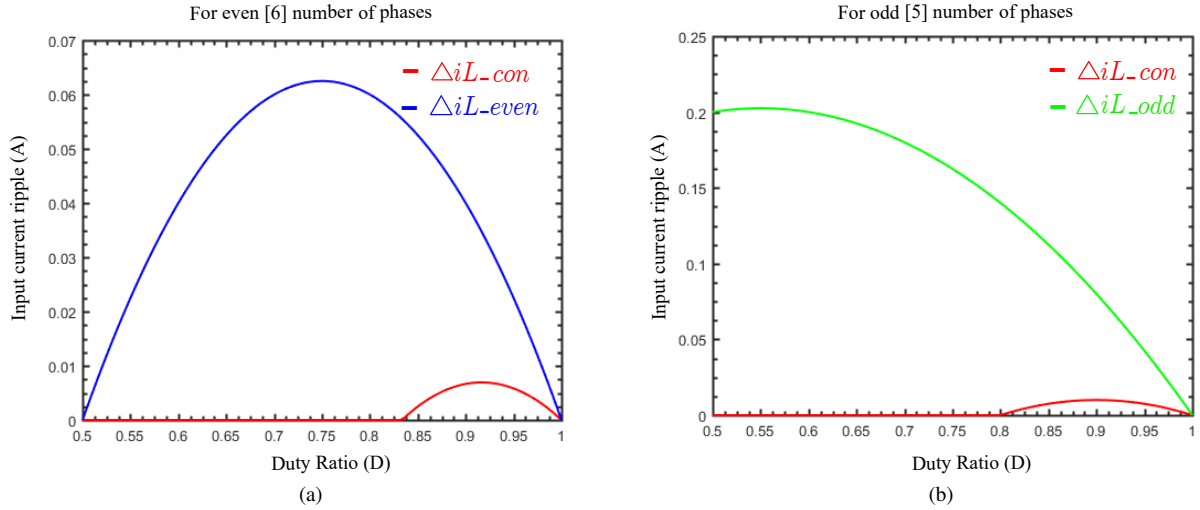 For even [6] number of phases
0.07
0.06
0.05
0.04
0.03
0.02
0.01
0
Input current ripple (A)
△iL_con
△iL_even
0.5 0.55 0.6 0.65 0.7 0.75 0.8 0.85 0.9 0.95 1
Duty Ratio (D)
(a)
For odd [5] number of phases
0.25
0.2
0.15
0.1
0.05
0
Input current ripple (A)
△iL_con
△iL_odd
0.5 0.55 0.6 0.65 0.7 0.75 0.8 0.85 0.9 0.95 1
Duty Ratio (D)
(b)